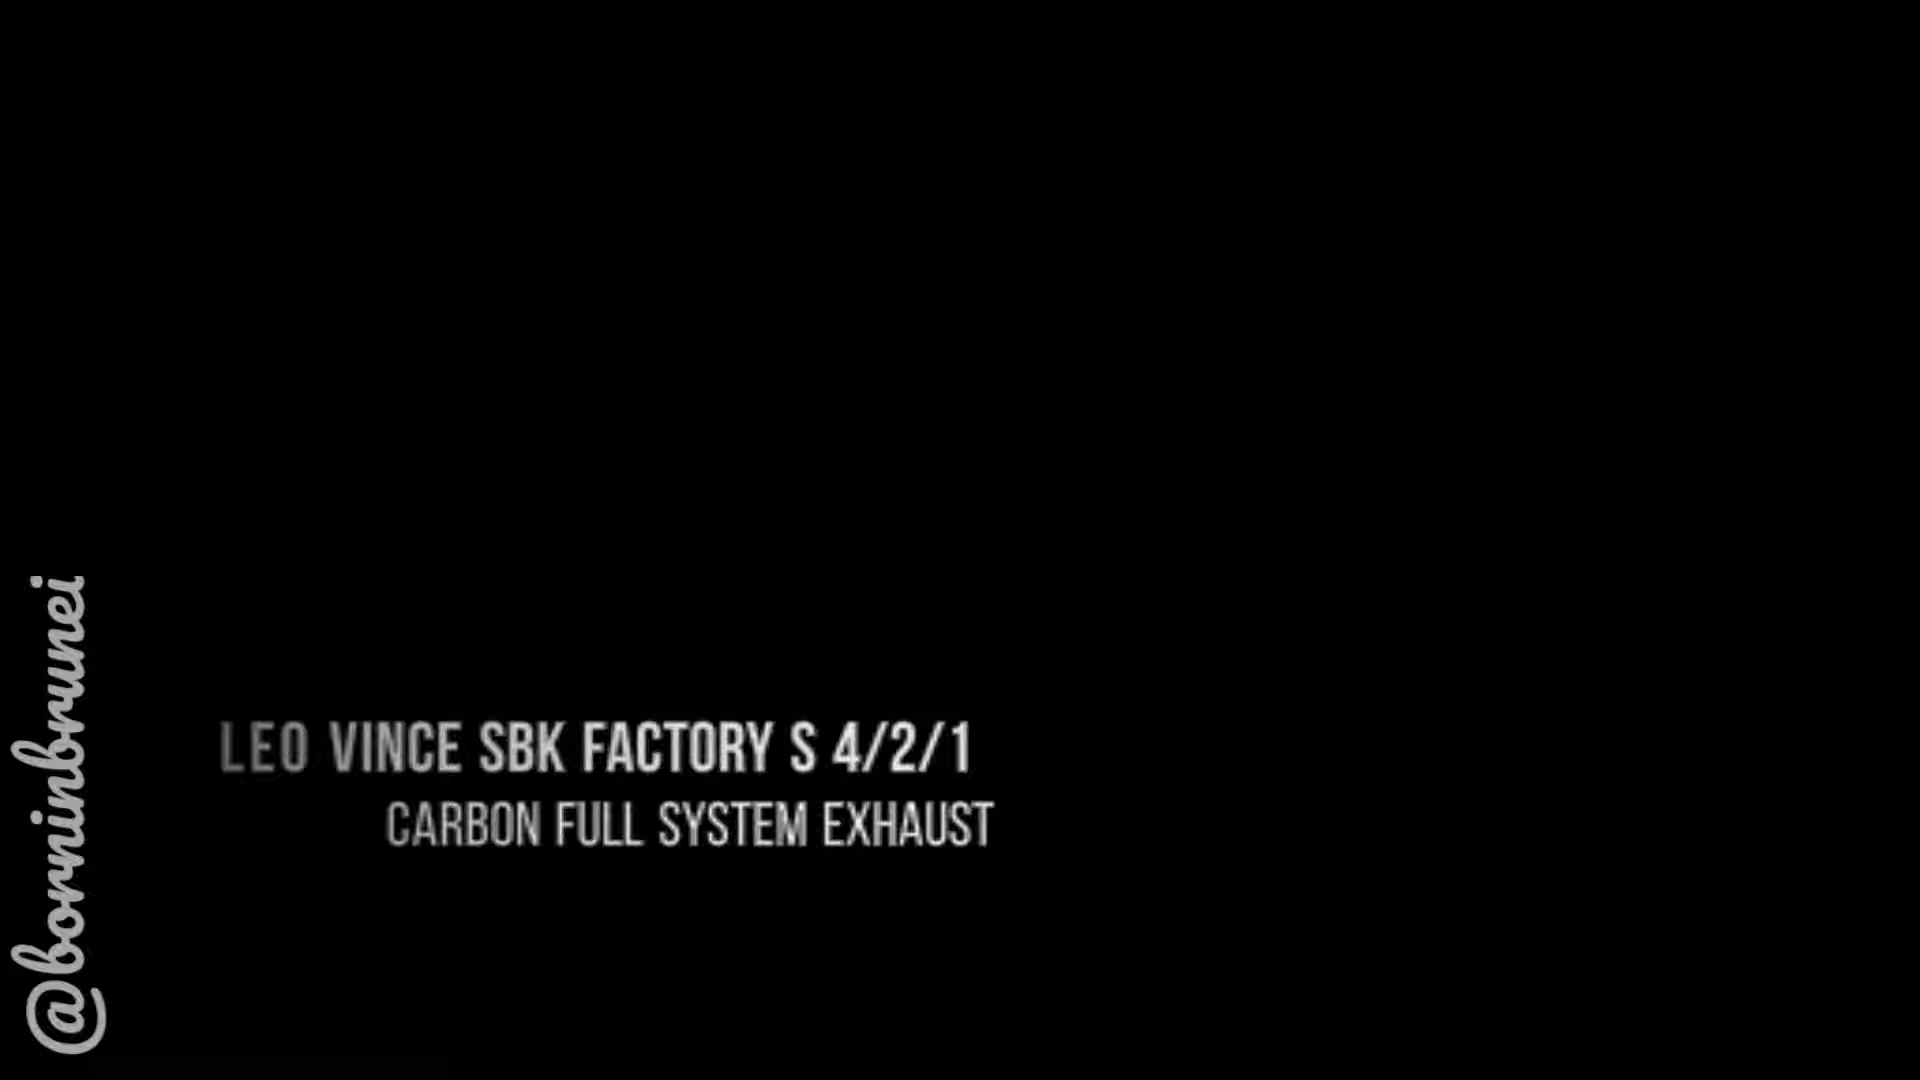 LEO VINCE SBK FACTORY S 4/2/1
CARBON FULL SYSTEM EXHAUST
@borninbrunei